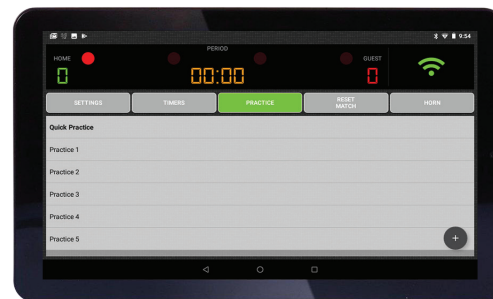 9:54
PERIOD
HOME
GUEST
0
00:00
0
SETTINGS
TIMERS
PRACTICE
RESET
MATCH
HORN
Quick Practice
Practice 1
Practice 2
Practice 3
Practice 4
Practice 5
+